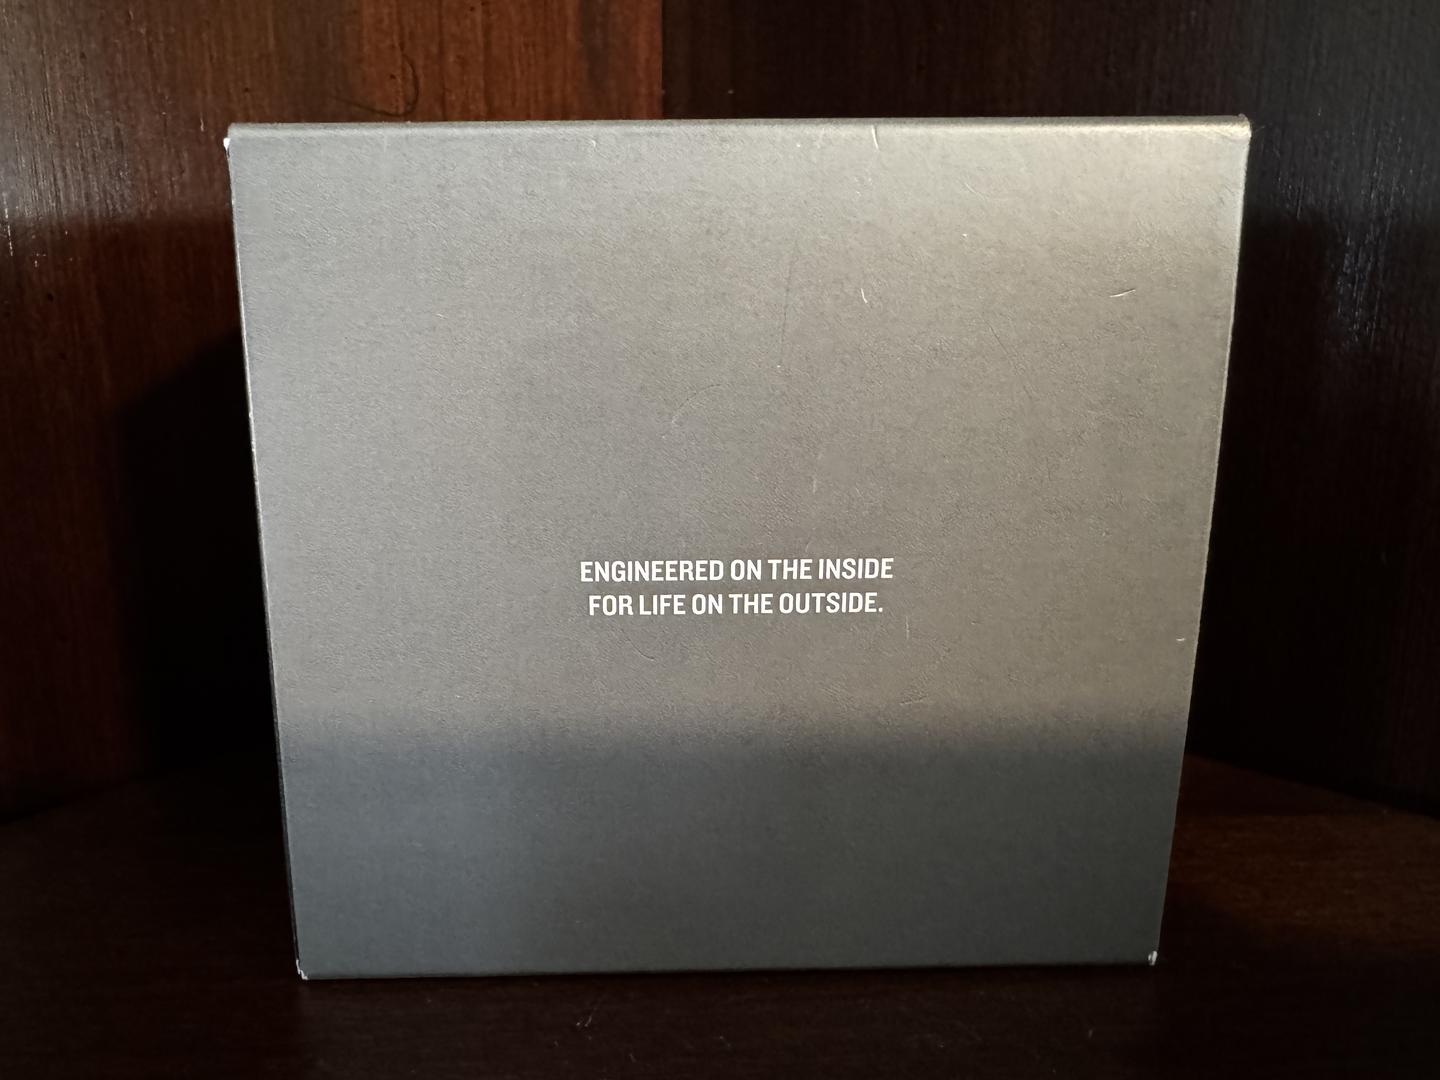 ENGINEERED ON THE INSIDE
FOR LIFE ON THE OUTSIDE.